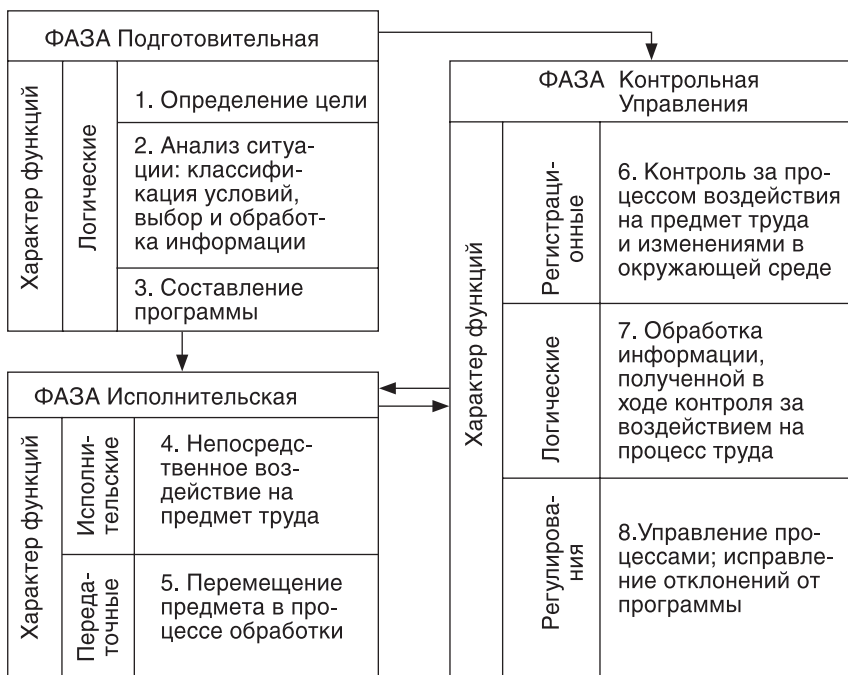 ФАЗА Подготовительная
Характер функций
Логические
1. Определение цели
2. Анализ ситуа-
ции: классифи-
кация условий,
выбор и обработ-
ка информации
3. Составление
программы
ФАЗА Исполнительская
Характер функций
Исполни-
тельские
4. Непосредс-
твенное воз-
действие на
предмет труда
Переда-
точные
5. Перемещение
предмета в про-
цессе обработки
ФАЗА Контрольная
Управления
Характер функций
Регистраци-
онные
6. Контроль за про-
цессом воздействия
на предмет труда
и изменениями в
окружающей среде
Логические
7. Обработка
информации,
полученной в
ходе контроля за
воздействием на
процесс труда
Регулирова-
ния
8.Управление про-
цессами; исправле-
ние отклонений от
программы